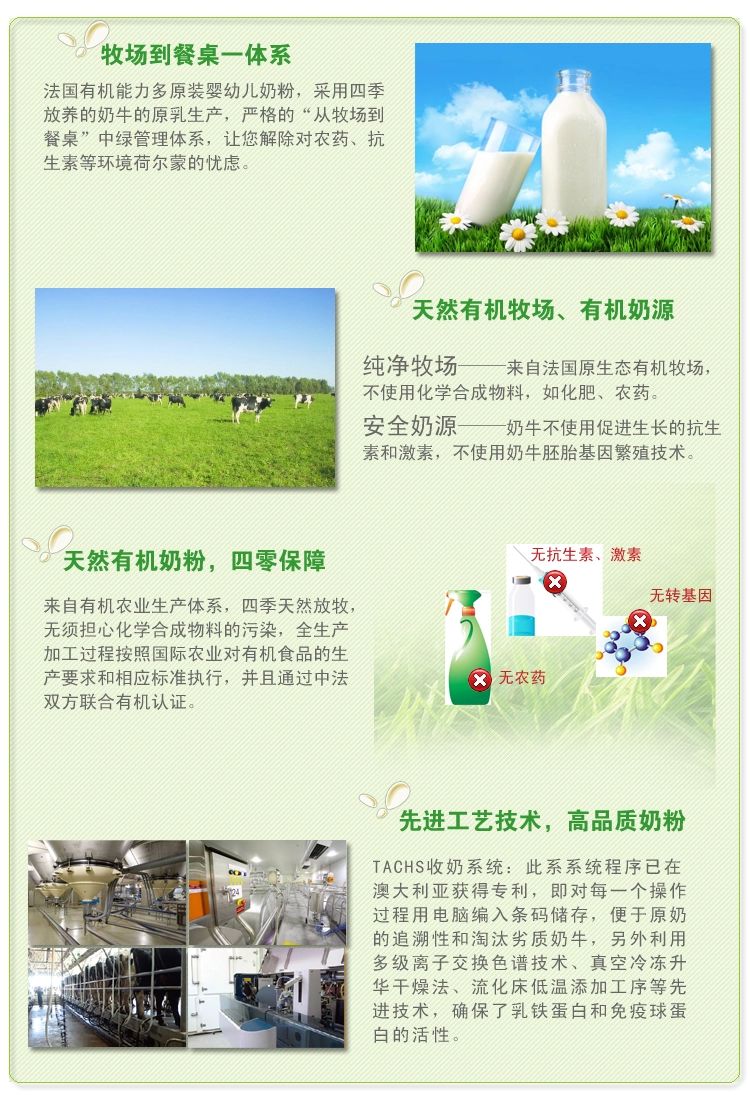 牧场到餐桌一体系
法国有机能力多原装婴幼儿奶粉，采用四季
放养的奶牛的原乳生产，严格的“从牧场到
餐桌”中绿管理体系，让您解除对农药、抗
生素等环境荷尔蒙的忧虑。
天然有机牧场、有机奶源
纯净牧场——来自法国原生态有机牧场，
不使用化学合成物料，如化肥、农药。
安全奶源——奶牛不使用促进生长的抗生
素和激素，不使用奶牛胚胎基因繁殖技术。
天然有机奶粉，四零保障
来自有机农业生产体系，四季天然放牧，
无须担心化学合成物料的污染，全生产
加工过程按照国际农业对有机食品的生
产要求和相应标准执行，并且通过中法
双方联合有机认证。
无抗生素、激素
无转基因
无农药
先进工艺技术，高品质奶粉
TACHS收奶系统：此系系统程序已在
澳大利亚获得专利，即对每一个操作
过程用电脑编入条码储存，便于原奶
的追溯性和淘汰劣质奶牛，另外利用
多级离子交换色谱技术、真空冷冻升
华干燥法、流化床低温添加工序等先
进技术，确保了乳铁蛋白和免疫球蛋
白的活性。
24